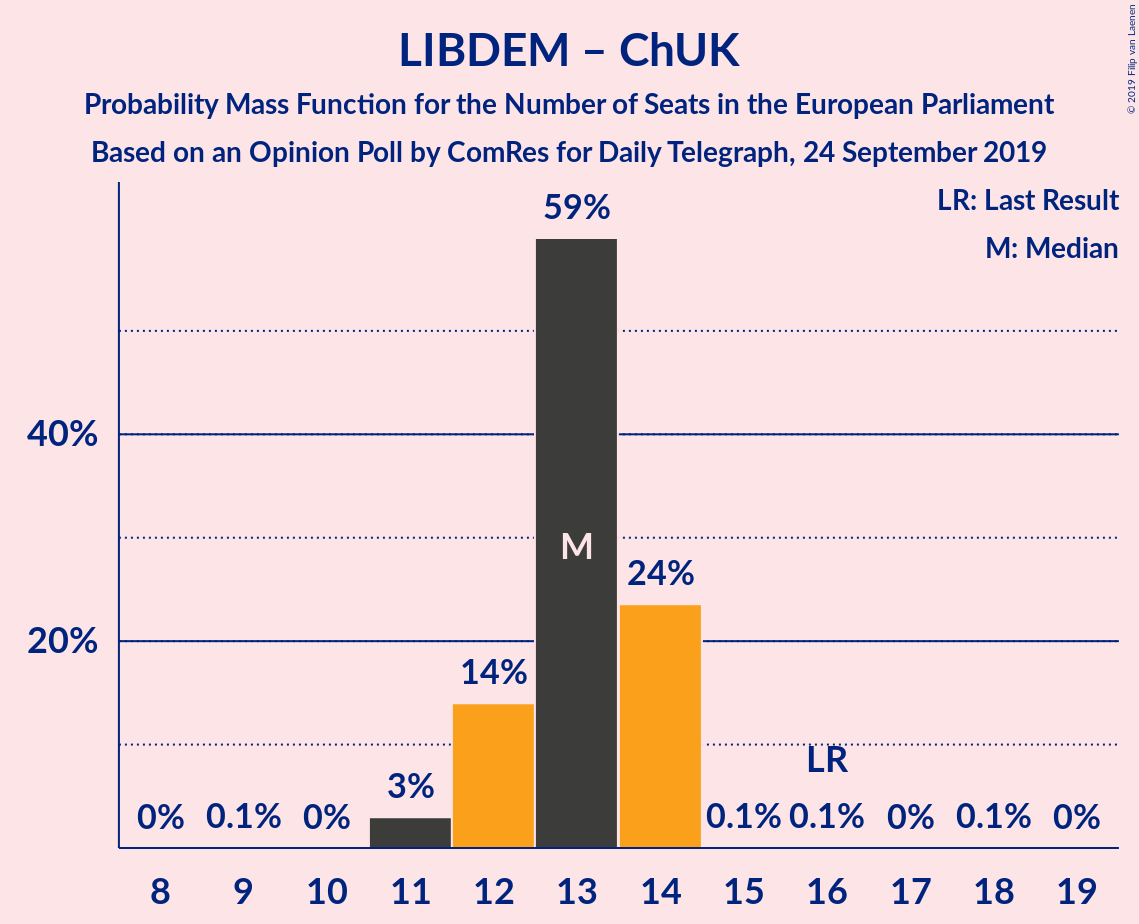 LIBDEM – ChUK
Probability Mass Function for the Number of Seats in the European Parliament
Based on an Opinion Poll by ComRes for Daily Telegraph, 24 September 2019
© 2019 Filip van Laenen
LR: Last Result
M: Median
59%
40%
M
24%
20%
14%
LR
3%
0% 0.1% 0% 0.1% 0.1% 0% 0.1% 0%
8 9 10 11 12 13 14 15 16 17 18 19